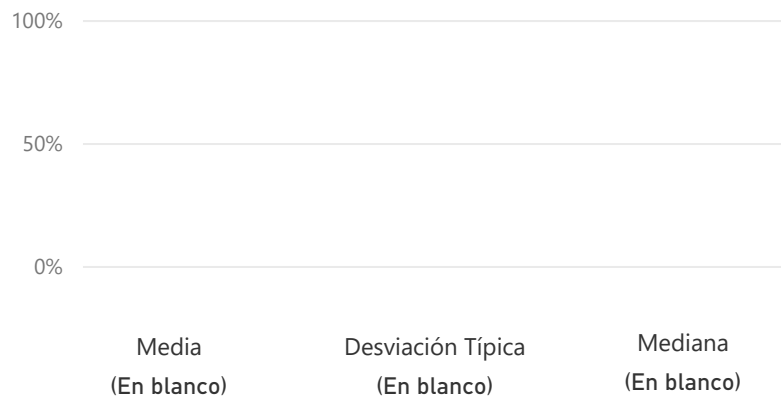 100%
50%
0%
Media Desviación Típica Mediana
(En blanco) (En blanco) (En blanco)